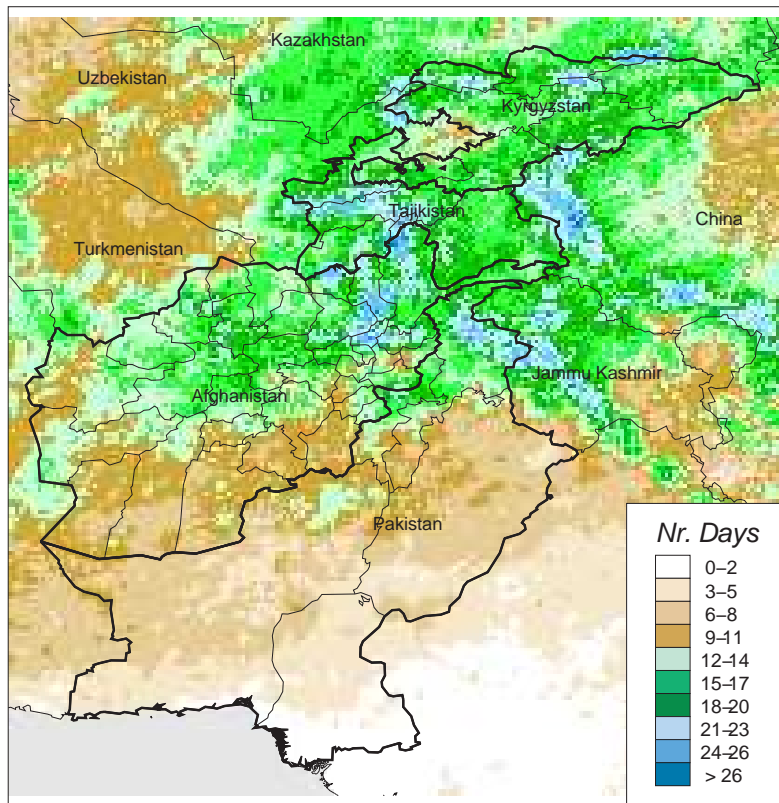 Kazakhstan
Uzbekistan
Kyrgyzstan
Tajikistan
China
Turkmenistan
Jammu Kashmir
Afghanistan
Pakistan
Nr. Days
0–2
3–5
6–8
9–11
12–14
15–17
18–20
21–23
24–26
> 26